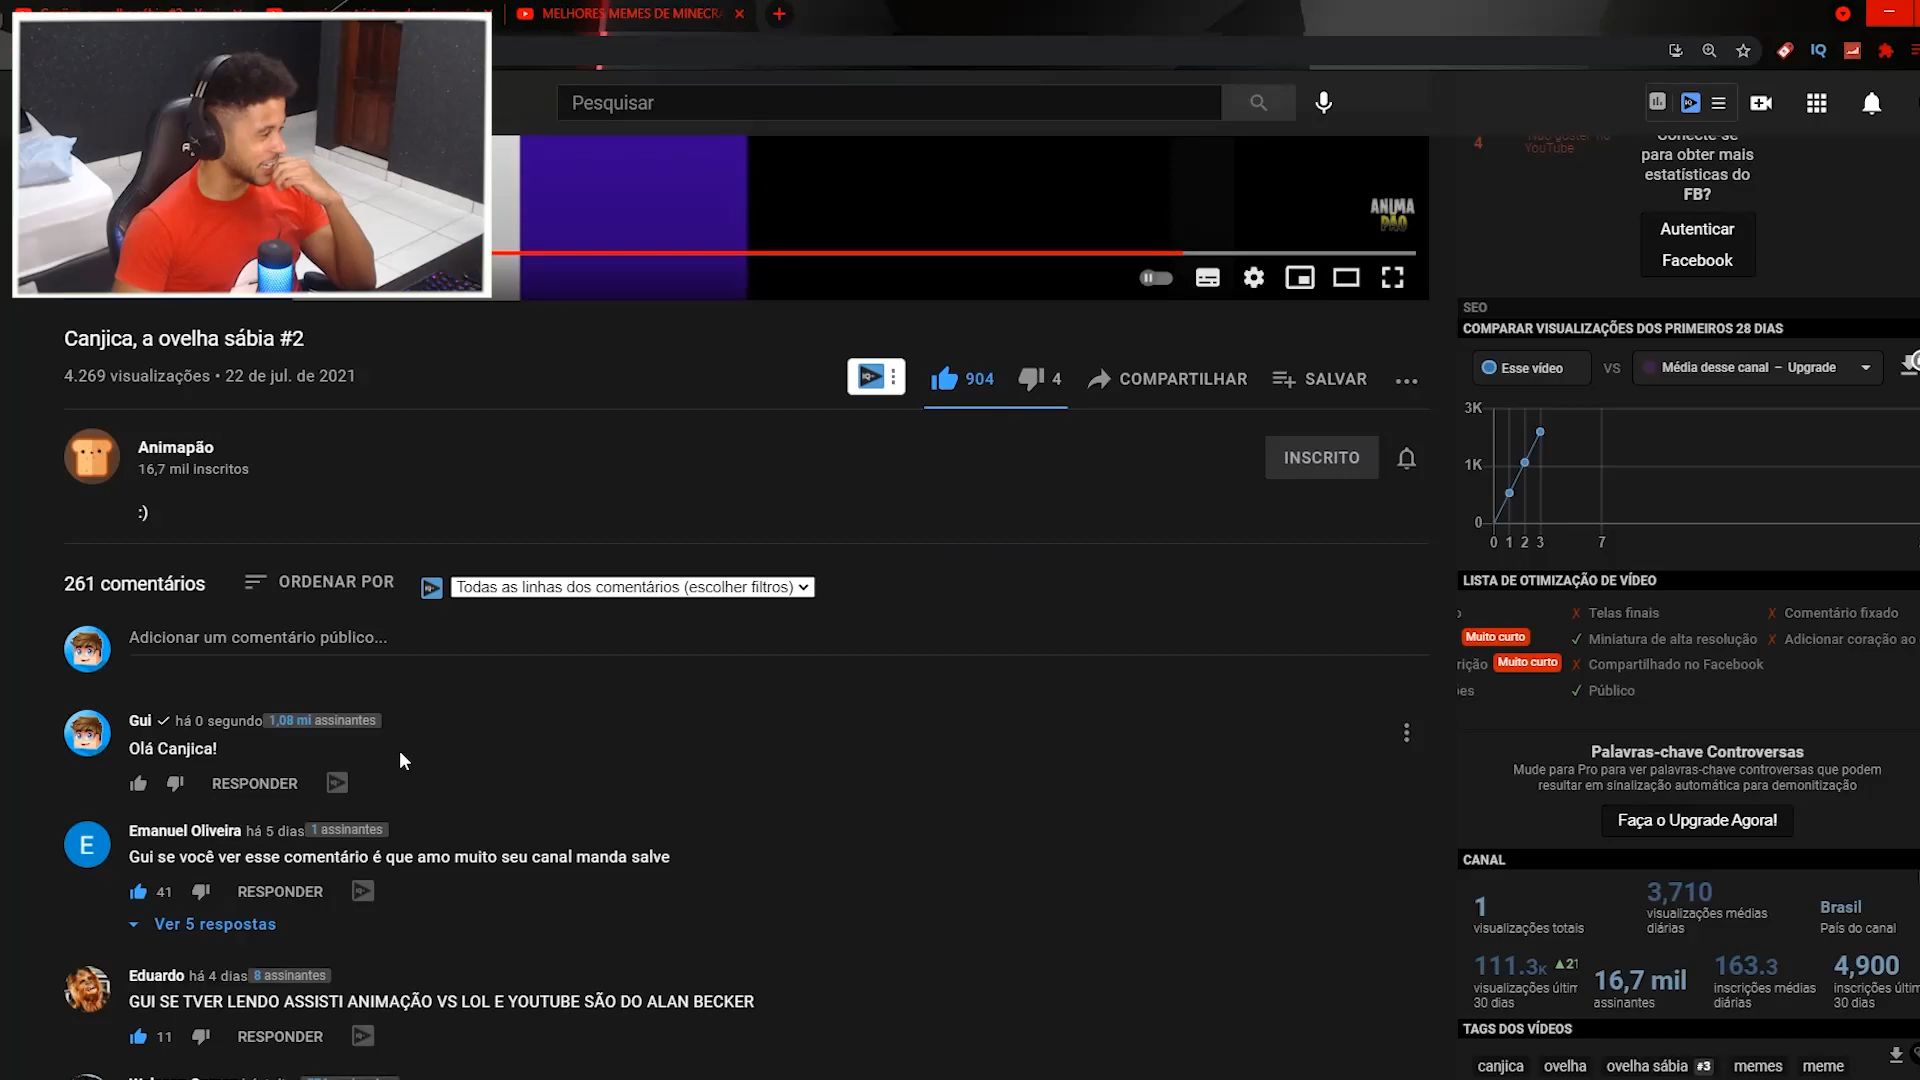 MELHORES MEMES DE MINECRA
IQ
Pesquisar
4
YouTube
Conecte-se
para obter mais
estatísticas do
FB?
Autenticar
Facebook
ANIMA
PÃO
Canjica, a ovelha sábia #2
4.269 visualizações • 22 de jul. de 2021
904
4
COMPARTILHAR
SALVAR
Animapão
16,7 mil inscritos
INSCRITO
:)
261 comentários
ORDENAR POR
Todas as linhas dos comentários (escolher filtros)
Adicionar um comentário público...
Gui há 0 segundo 1,08 mi assinantes
Olá Canjica!
RESPONDER
E
Emanuel Oliveira há 5 dias 1 assinantes
Gui se você ver esse comentário é que amo muito seu canal manda salve
41 RESPONDER
Ver 5 respostas
Eduardo há 4 dias 8 assinantes
GUI SE TVER LENDO ASSISTI ANIMAÇÃO VS LOL E YOUTUBE SÃO DO ALAN BECKER
11 RESPONDER
SEO
COMPARAR VISUALIZAÇÕES DOS PRIMEIROS 28 DIAS
Esse vídeo
VS
Média desse canal – Upgrade
3K
1K
0
0 1 2 3 7
LISTA DE OTIMIZAÇÃO DE VÍDEO
o
X Telas finais
X Comentário fixado
Muito curto
✓ Miniatura de alta resolução
X Adicionar coração ao
rição Muito curto
X Compartilhado no Facebook
ões
✓ Público
Palavras-chave Controversas
Mude para Pro para ver palavras-chave controversas que podem
resultar em sinalização automática para demonitização
Faça o Upgrade Agora!
CANAL
1
visualizações totais
3,710
visualizações médias
diárias
Brasil
País do canal
111.3K ▲21
visualizações últim
30 dias
16,7 mil
assinantes
163.3
inscrições médias
diárias
4,900
inscrições últim
30 dias
TAGS DOS VÍDEOS
canjica ovelha ovelha sábia #3 memes meme